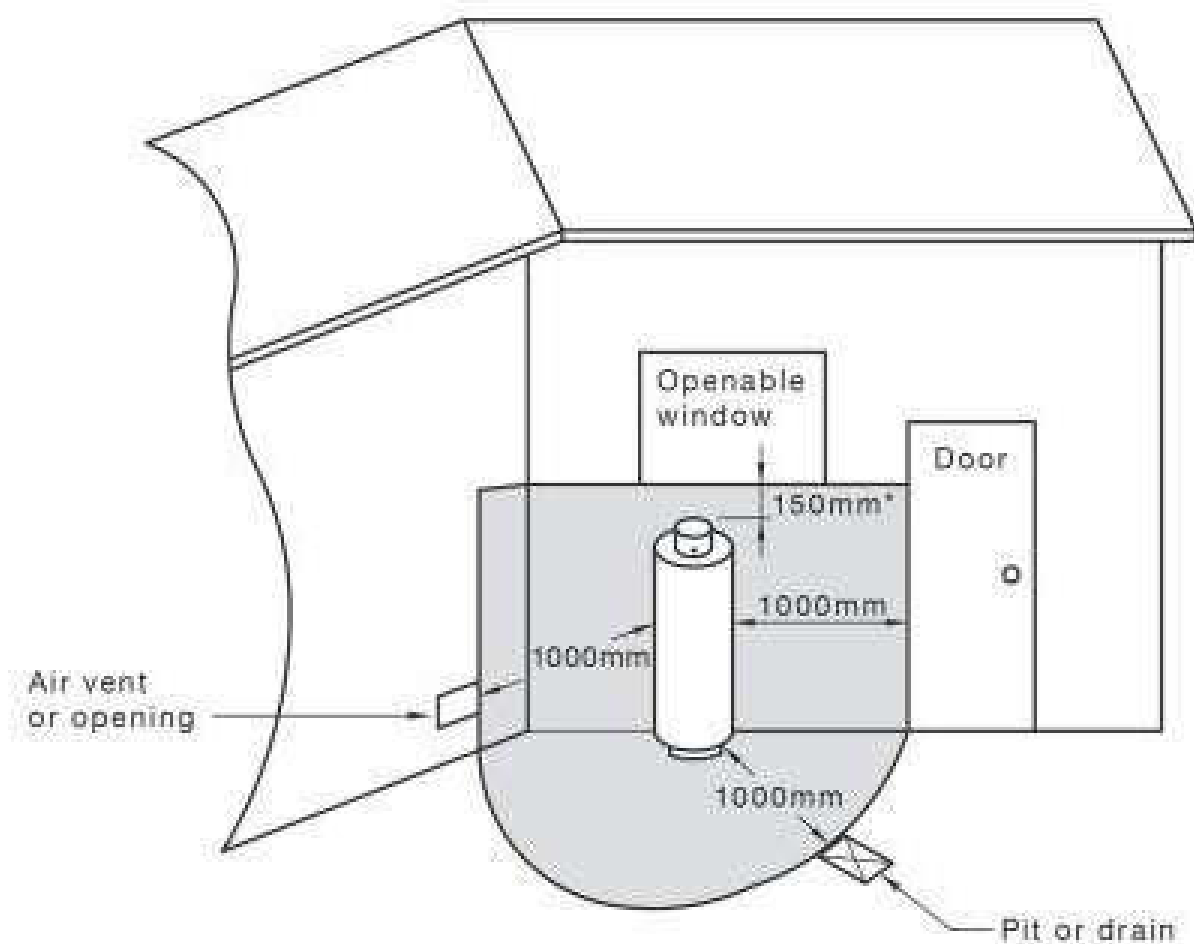 Openable
window
Door
150mm*
1000mm
1000mm
Air vent
or opening
1000mm
Pit or drain